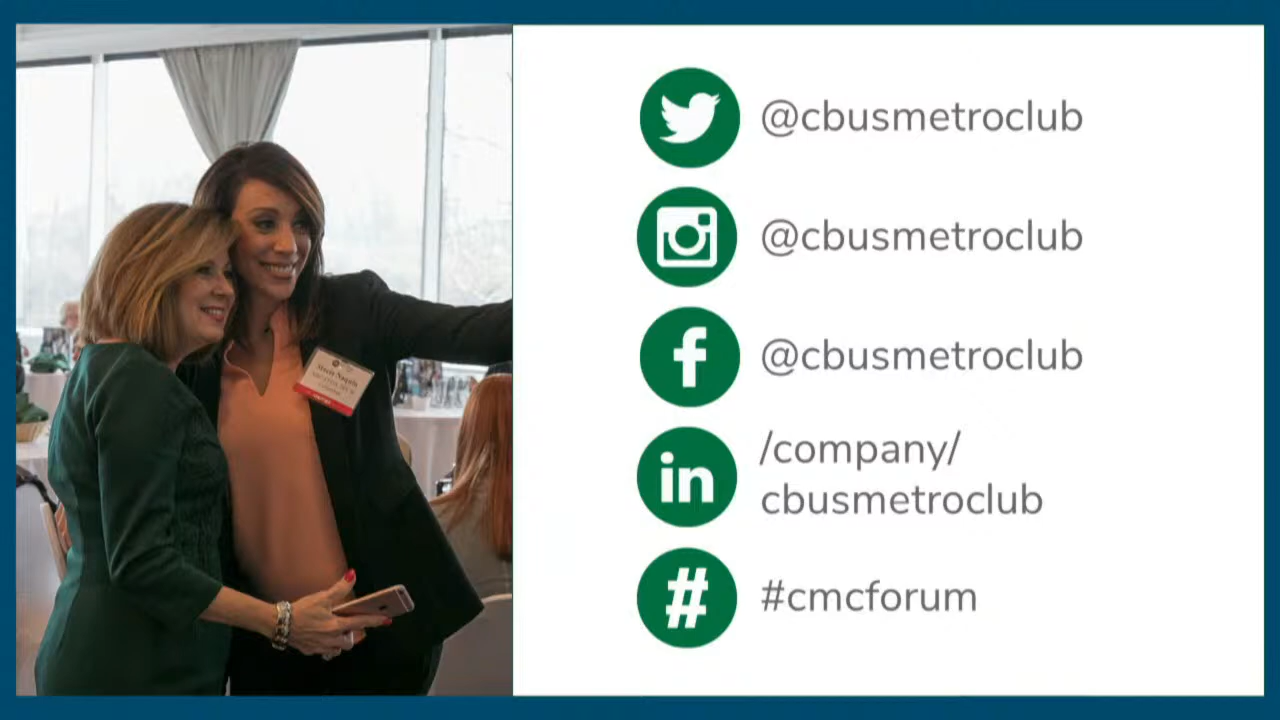 @cbusmetroclub
@cbusmetroclub
@cbusmetroclub
/company/
cbusmetroclub
#cmcforum